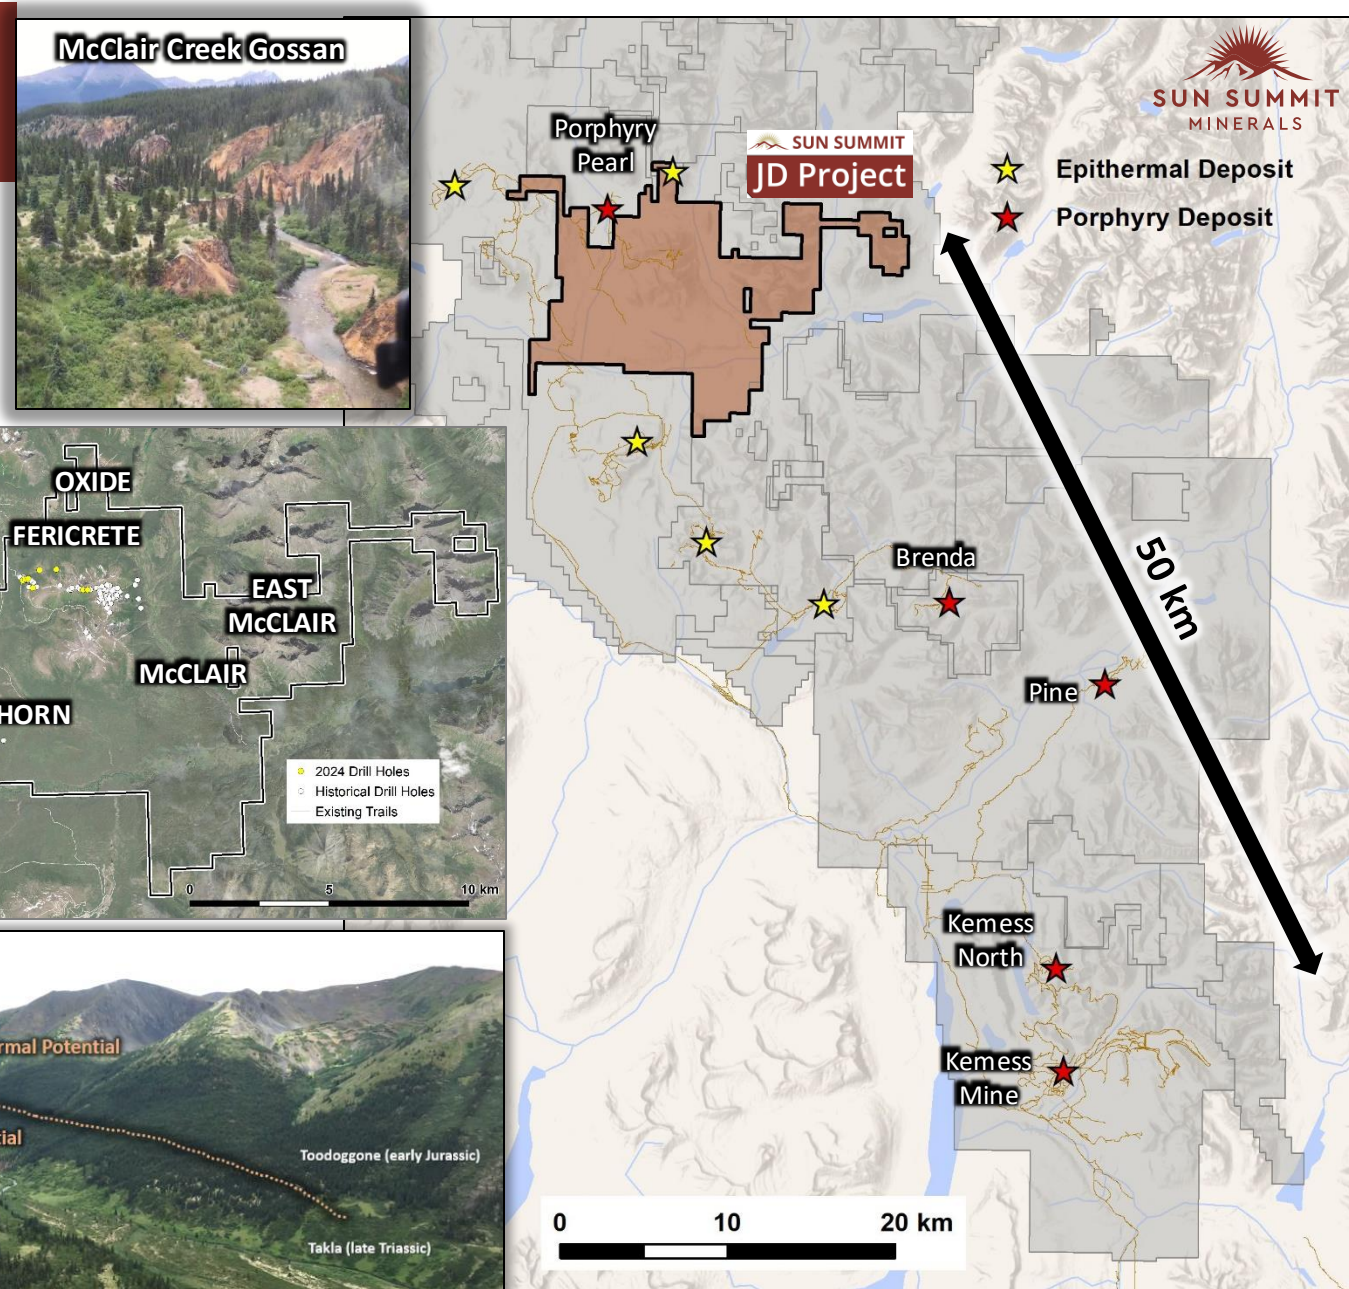 McClair Creek Gossan
SUN SUMMIT
MINERALS
Epithermal Deposit
Porphyry Deposit
SUN SUMMIT
JD Project
Porphyry
Pearl
50 km
Brenda
Pine
Kemess
North
Kemess
Mine
0 10 20 km
OXIDE
FERICRETE
EAST
McCLAIR
McCLAIR
HORN
2024 Drill Holes
Historical Drill Holes
Existing Trails
0 5 10 km
rmal Potential
tial
Toodoggone (early Jurassic)
Takla (late Triassic)